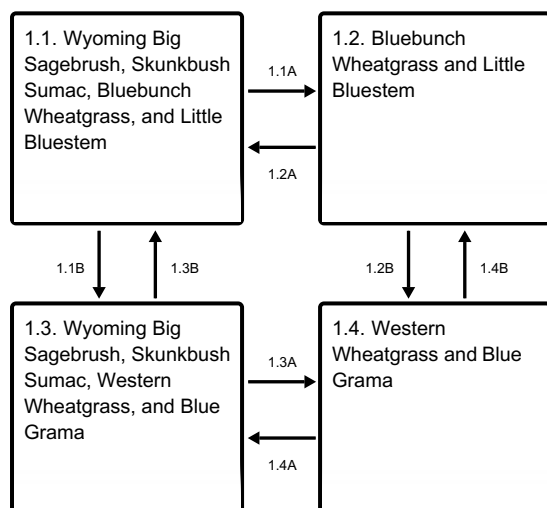 1.1. Wyoming Big
Sagebrush, Skunkbush
Sumac, Bluebunch
Wheatgrass, and Little
Bluestem
1.1A
1.2A
1.2. Bluebunch
Wheatgrass and Little
Bluestem
1.1B
1.3B
1.2B
1.4B
1.3. Wyoming Big
Sagebrush, Skunkbush
Sumac, Western
Wheatgrass, and Blue
Grama
1.3A
1.4A
1.4. Western
Wheatgrass and Blue
Grama